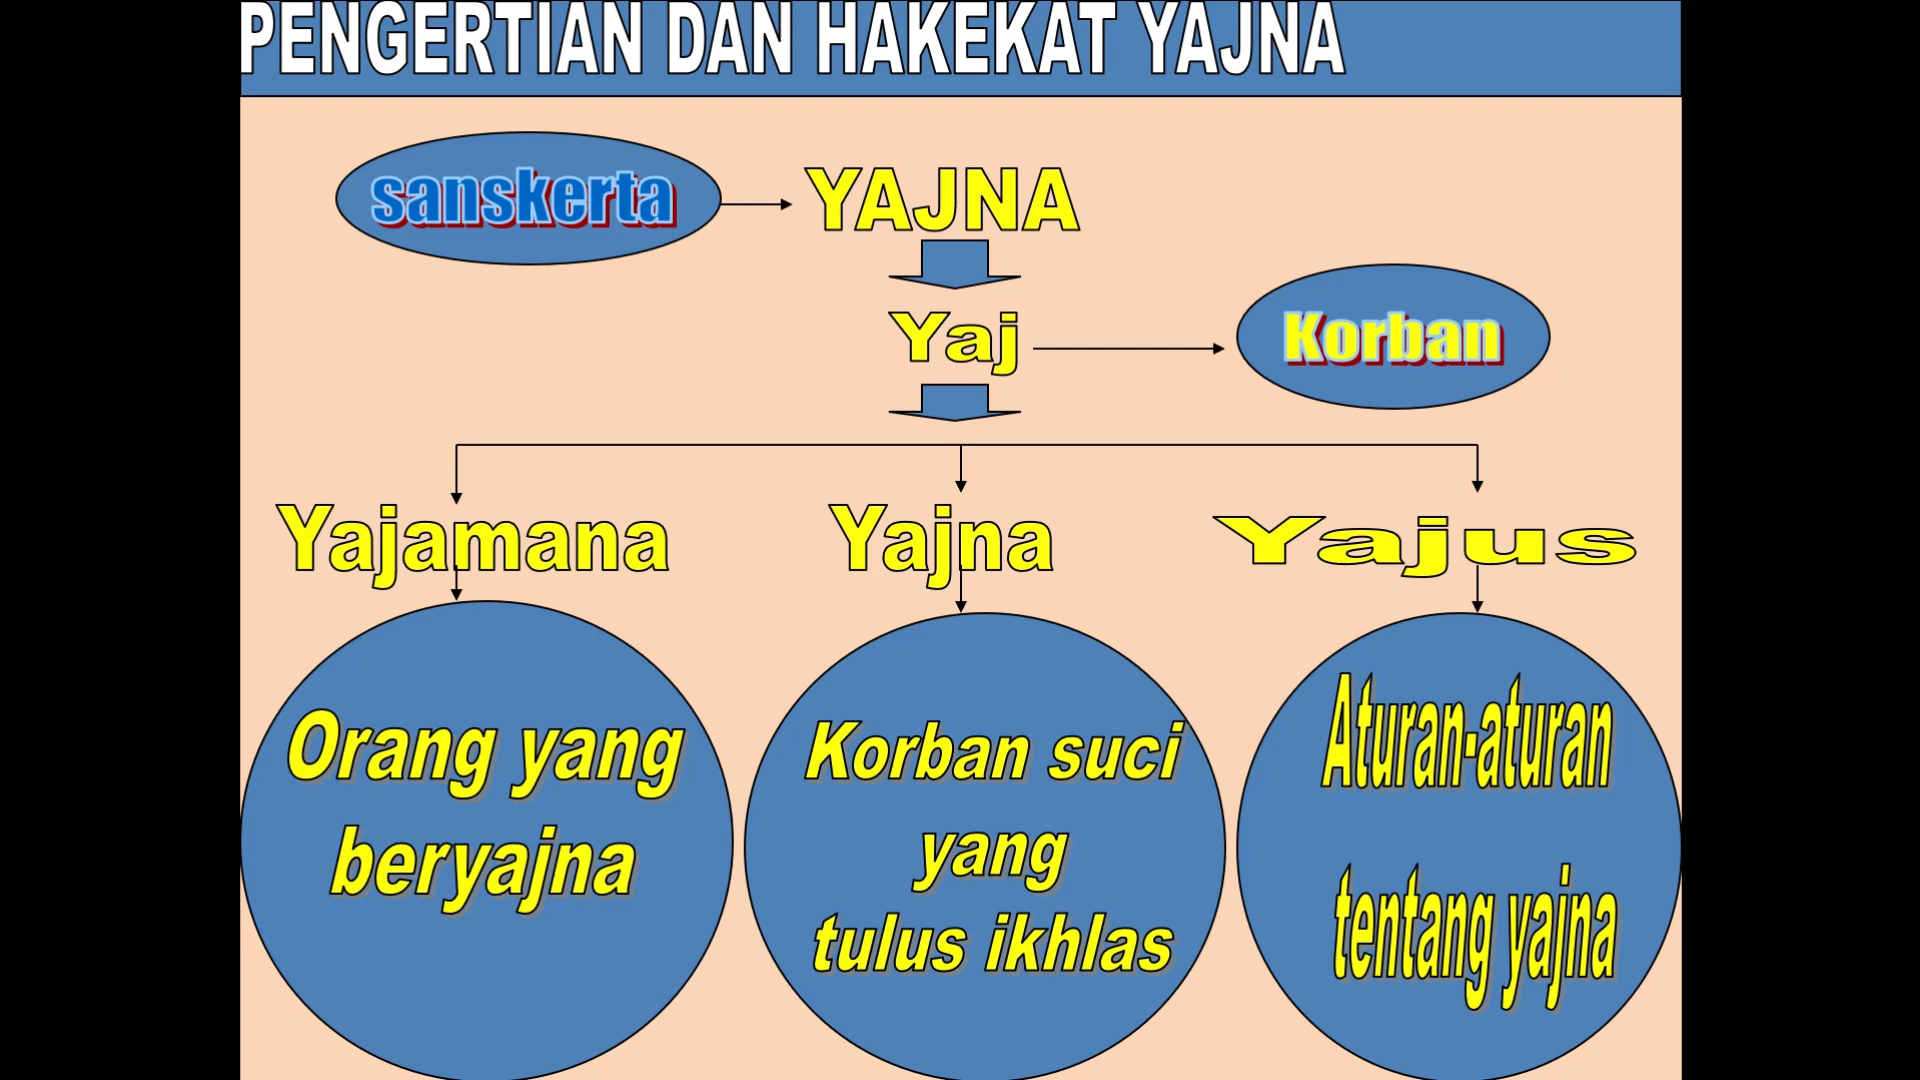 PENGERTIAN DAN HAKEKAT YAJNA
sanskerta
YAJNA
Yaj
Korban
Yajamana
Yajna
Yajus
Orang yang
beryajna
Korban suci
yang
tulus ikhlas
Aturan-aturan
tentang yajna